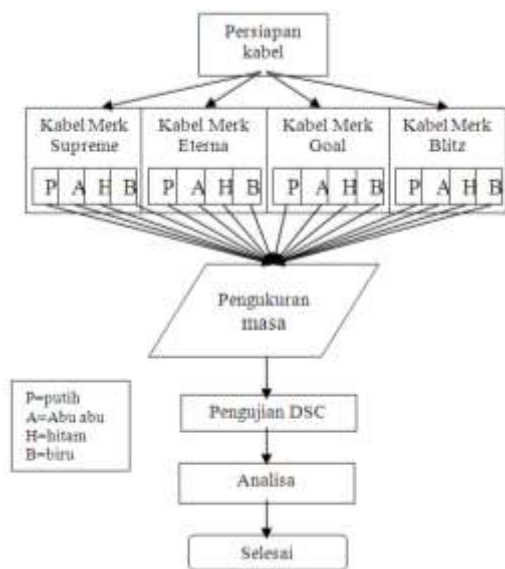 Persiapan
kabel
Kabel Merk
Supreme
Kabel Merk
Eterna
Kabel Merk
Goal
Kabel Merk
Blitz
P A H B
P A H B
P A H B
P A H B
Pengukuran
masa
P=putih
A=Abu abu
H=hitam
B=biru
Pengujian DSC
Analisa
Selesai